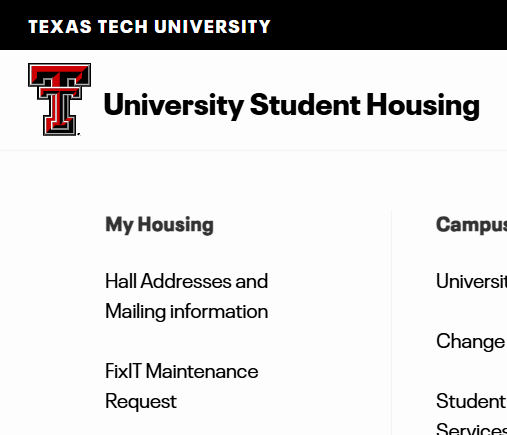 TEXAS TECH UNIVERSITY
University Student Housing
My Housing
Hall Addresses and
Mailing information
FixIT Maintenance
Request
Campus
Change
Student
Services